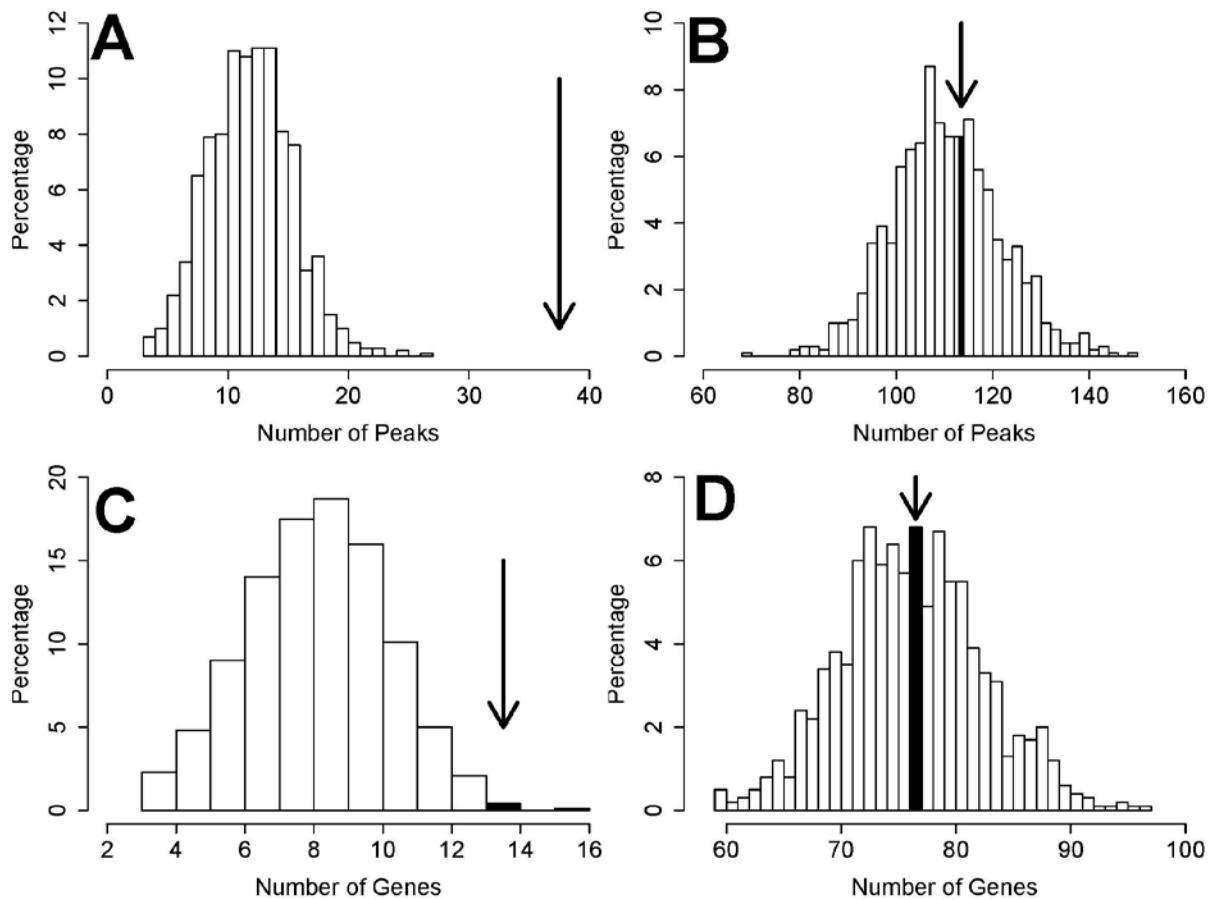 A
Percentage
0 2 4 6 8 10 12
0 10 20 30 40
Number of Peaks
B
Percentage
0 2 4 6 8 10
60 80 100 120 140 160
Number of Peaks
C
Percentage
0 5 10 15 20
2 4 6 8 10 12 14 16
Number of Genes
D
Percentage
0 2 4 6 8
60 70 80 90 100
Number of Genes